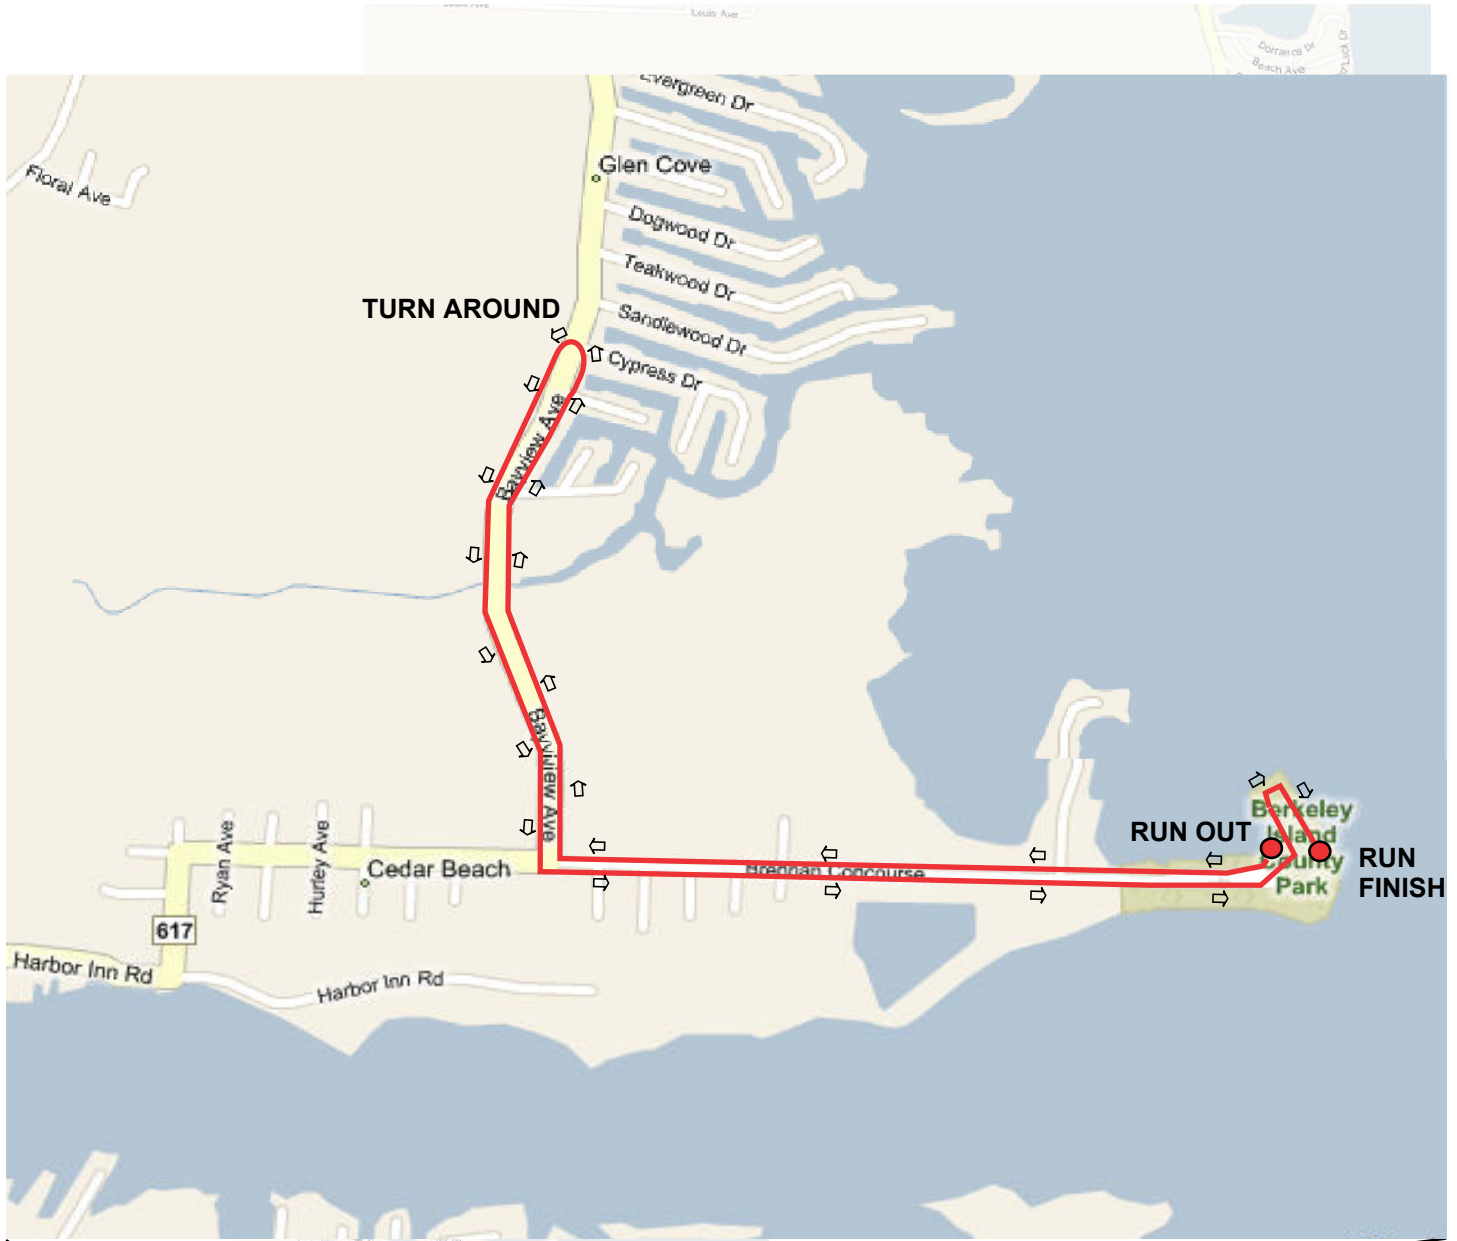 Louis Ave
Louis Ave
Dorrance Dr
Beach Ave
Evergreen Dr
Glen Cove
Floral Ave
Dogwood Dr
Teakwood Dr
TURN AROUND
Sandlewood Dr
Cypress Dr
Bayview Ave
Bayview Ave
Berkeley
Island
County
Park
RUN OUT
RUN
FINISH
Ryan Ave
Hurley Ave
Cedar Beach
Brennan Concourse
617
Harbor Inn Rd
Harbor Inn Rd